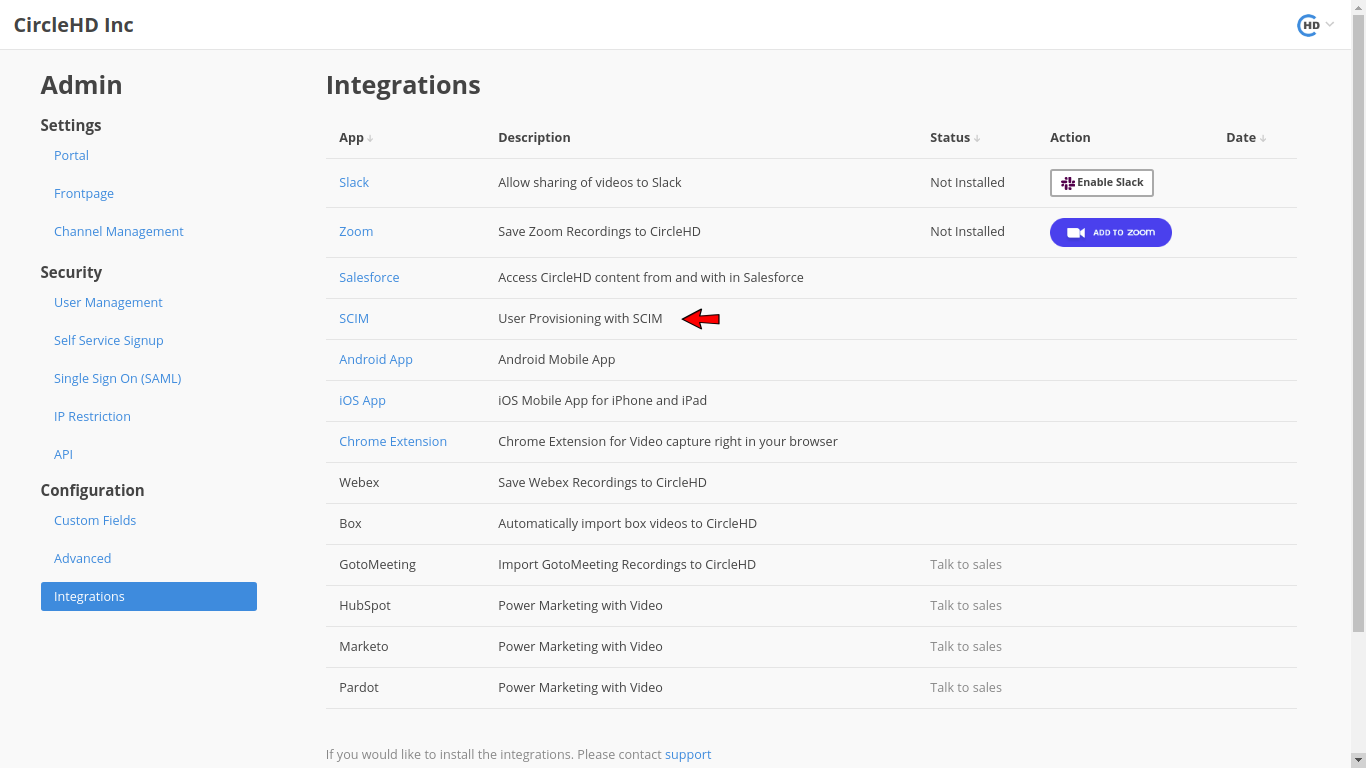 CircleHD Inc
HD
Admin
Settings
Portal
Frontpage
Channel Management
Security
User Management
Self Service Signup
Single Sign On (SAML)
IP Restriction
API
Configuration
Custom Fields
Advanced
Integrations
Integrations
App Description Status Action Date
Slack Allow sharing of videos to Slack Not Installed Enable Slack
Zoom Save Zoom Recordings to CircleHD Not Installed ADD TO zoom
Salesforce Access CircleHD content from and with in Salesforce
SCIM User Provisioning with SCIM
Android App Android Mobile App
iOS App iOS Mobile App for iPhone and iPad
Chrome Extension Chrome Extension for Video capture right in your browser
Webex Save Webex Recordings to CircleHD
Box Automatically import box videos to CircleHD
GotoMeeting Import GotoMeeting Recordings to CircleHD Talk to sales
HubSpot Power Marketing with Video Talk to sales
Marketo Power Marketing with Video Talk to sales
Pardot Power Marketing with Video Talk to sales
If you would like to install the integrations. Please contact support